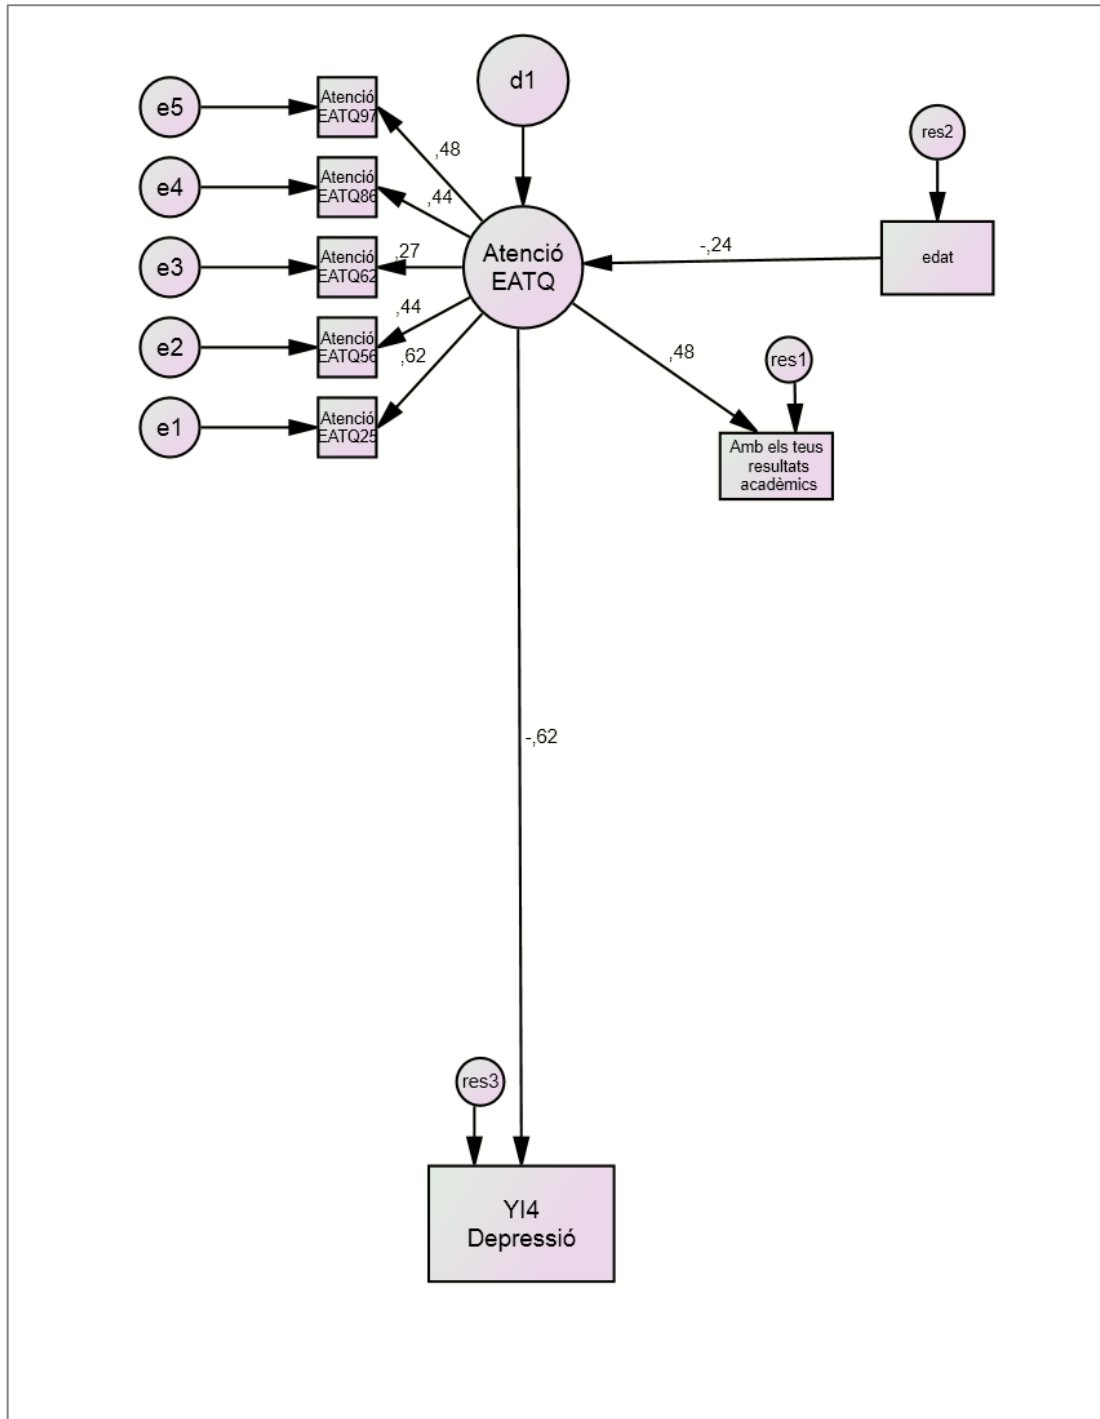 d1
e5
Atenció
EATQ97
,48
res2
e4
Atenció
EATQ86
,44
Atenció
EATQ
-,24
edat
e3
Atenció
EATQ62
,27
e2
Atenció
EATQ56
,44
,62
,48
res1
e1
Atenció
EATQ25
Amb els teus
resultats
acadèmics
-,62
res3
YI4
Depressió